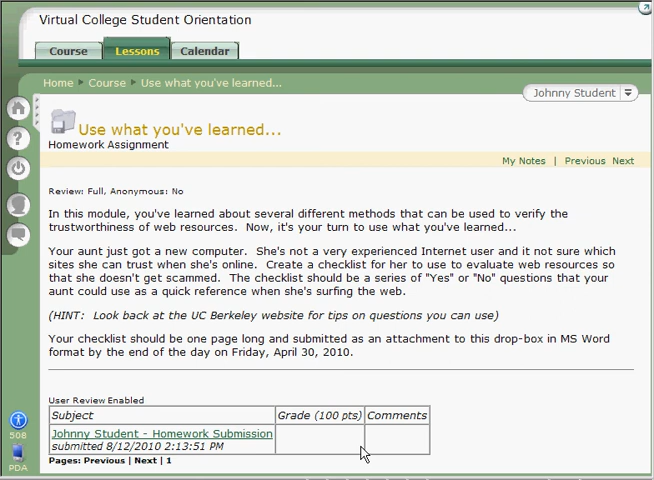 Virtual College Student Orientation
Course Lessons Calendar
Home Course Use what you've learned...
Johnny Student
Use what you've learned...
Homework Assignment
My Notes | Previous Next
Review: Full, Anonymous: No
In this module, you've learned about several different methods that can be used to verify the
trustworthiness of web resources. Now, it's your turn to use what you've learned...
Your aunt just got a new computer. She's not a very experienced Internet user and it not sure which
sites she can trust when she's online. Create a checklist for her to use to evaluate web resources so
that she doesn't get scammed. The checklist should be a series of "Yes" or "No" questions that your
aunt could use as a quick reference when she's surfing the web.
(HINT: Look back at the UC Berkeley website for tips on questions you can use)
Your checklist should be one page long and submitted as an attachment to this drop-box in MS Word
format by the end of the day on Friday, April 30, 2010.
User Review Enabled
Subject Grade (100 pts) Comments
Johnny Student - Homework Submission
submitted 8/12/2010 2:13:51 PM
Pages: Previous | Next | 1
?
508
PDA